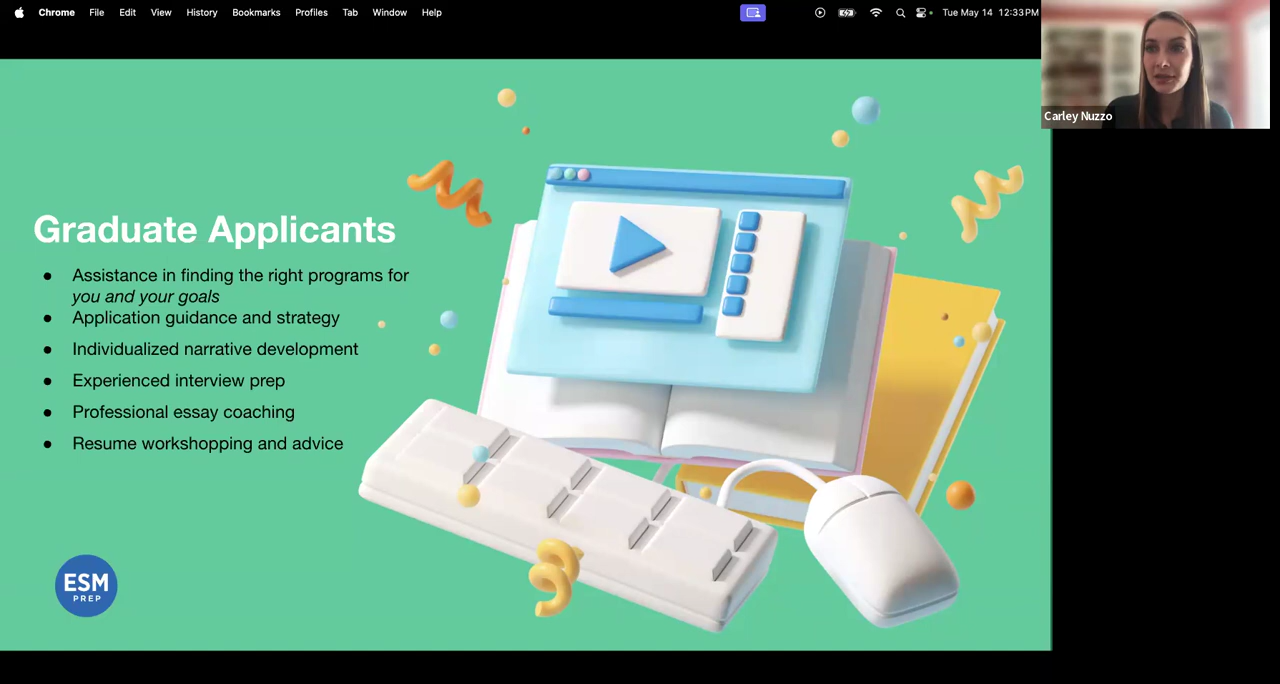 Chrome File Edit View History Bookmarks Profiles Tab Window Help Tue May 14 12:33 PM
Carley Nuzzo
Graduate Applicants
● Assistance in finding the right programs for
you and your goals
● Application guidance and strategy
● Individualized narrative development
● Experienced interview prep
● Professional essay coaching
● Resume workshopping and advice
ESM
PREP